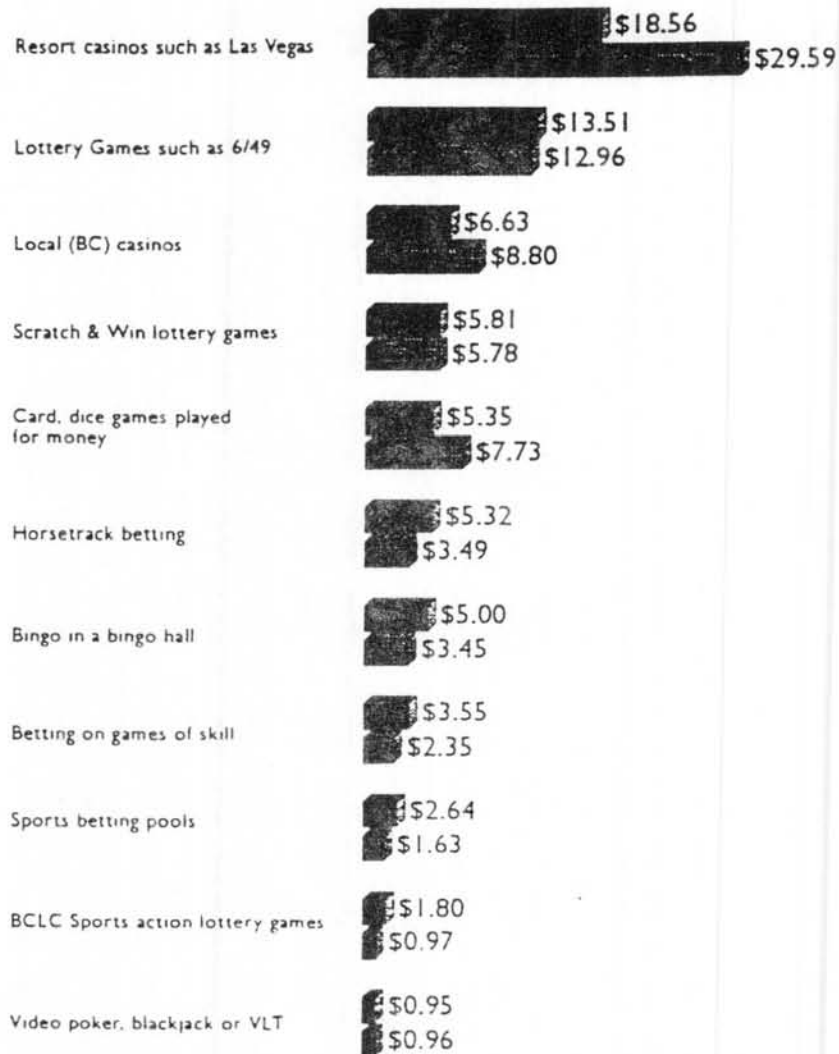 Resort casinos such as Las Vegas
$18.56
$29.59
Lottery Games such as 6/49
$13.51
$12.96
Local (BC) casinos
$6.63
$8.80
Scratch & Win lottery games
$5.81
$5.78
Card, dice games played
for money
$5.35
$7.73
Horsetrack betting
$5.32
$3.49
Bingo in a bingo hall
$5.00
$3.45
Betting on games of skill
$3.55
$2.35
Sports betting pools
$2.64
$1.63
BCLC Sports action lottery games
$1.80
$0.97
Video poker, blackjack or VLT
$0.95
$0.96